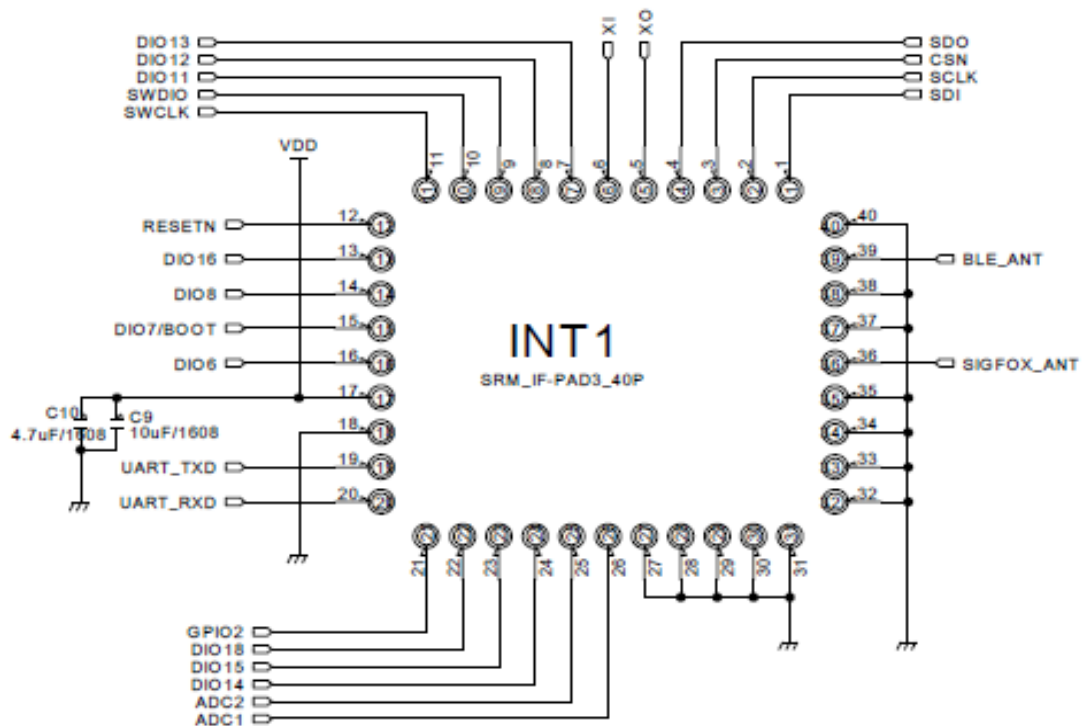 DIO13
DIO12
DIO11
SWDIO
SWCLK
XI
XO
SDO
CSN
SCLK
SDI
VDD
11
10
9
8
7
6
5
4
3
2
1
RESETN
12
DIO16
13
DIO8
14
DIO7/BOOT
15
DIO6
16
17
18
UART_TXD
19
UART_RXD
20
C10
4.7uF/1608
C9
10uF/1608
INT1
SRM_IF-PAD3_40P
40
39
BLE_ANT
38
37
36
SIGFOX_ANT
35
34
33
32
21
22
23
24
25
26
27
28
29
30
31
GPIO2
DIO18
DIO15
DIO14
ADC2
ADC1